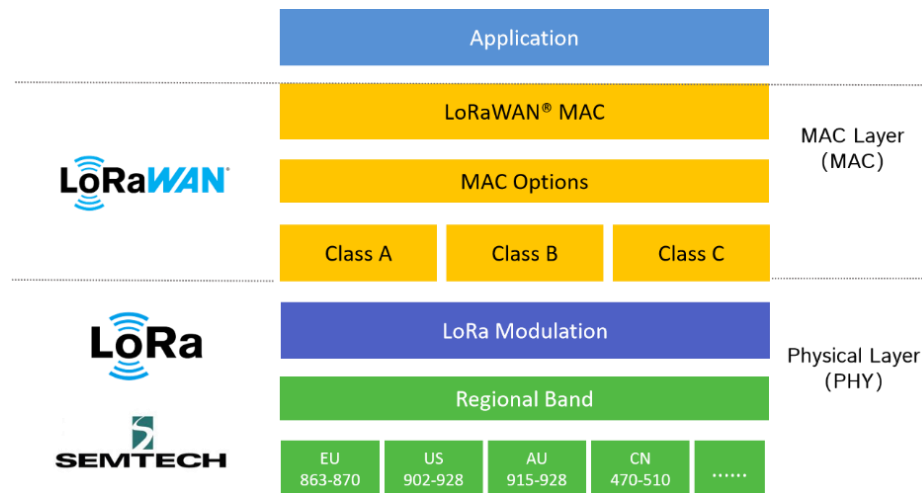 Application
LoRaWAN® MAC
MAC Layer
(MAC)
LoRaWAN®
MAC Options
Class A
Class B
Class C
LoRa Modulation
LoRa
Physical Layer
(PHY)
Regional Band
SEMTECH
EU
863-870
US
902-928
AU
915-928
CN
470-510
......